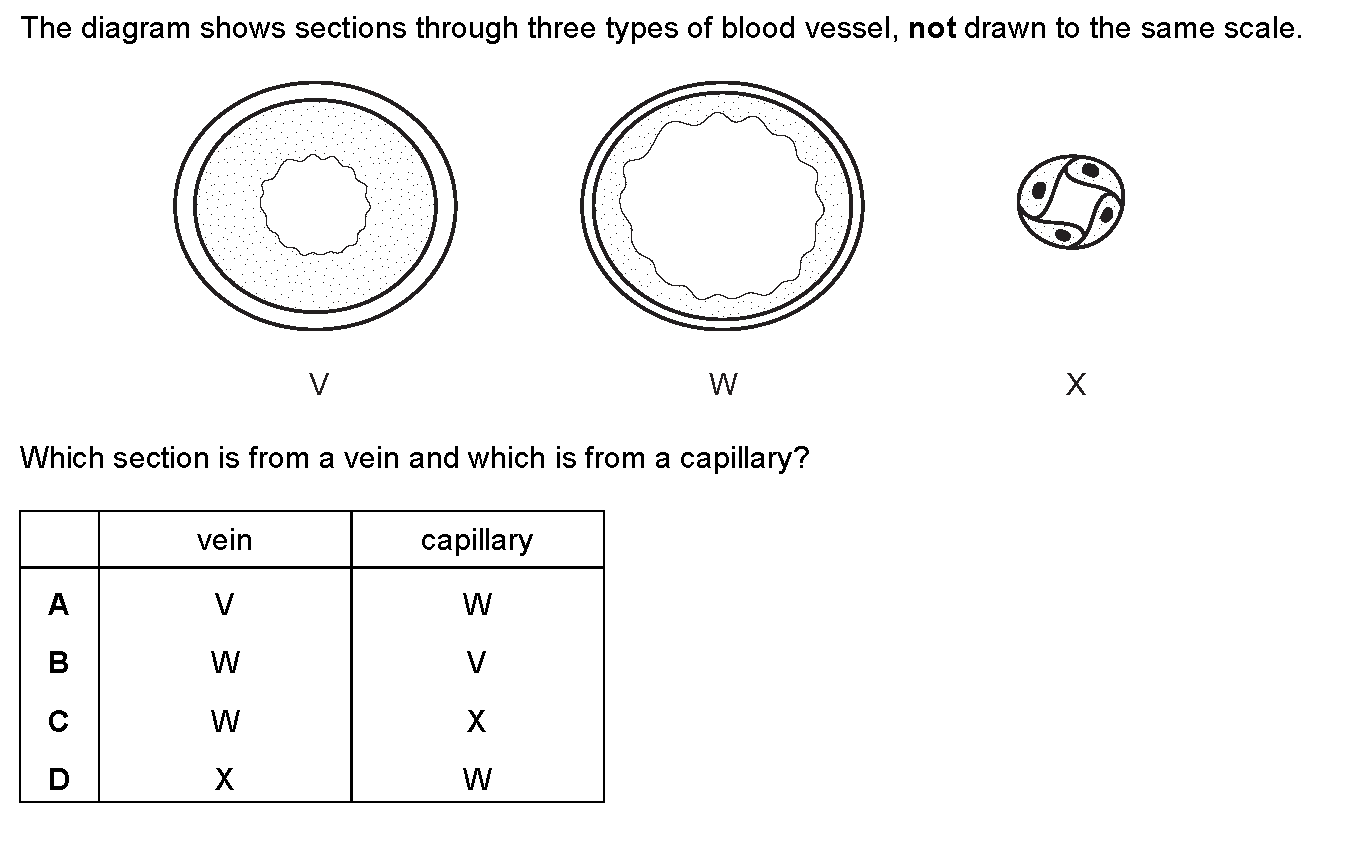 The diagram shows sections through three types of blood vessel, not drawn to the same scale.
V W X
Which section is from a vein and which is from a capillary?
vein capillary
A V W
B W V
C W X
D X W